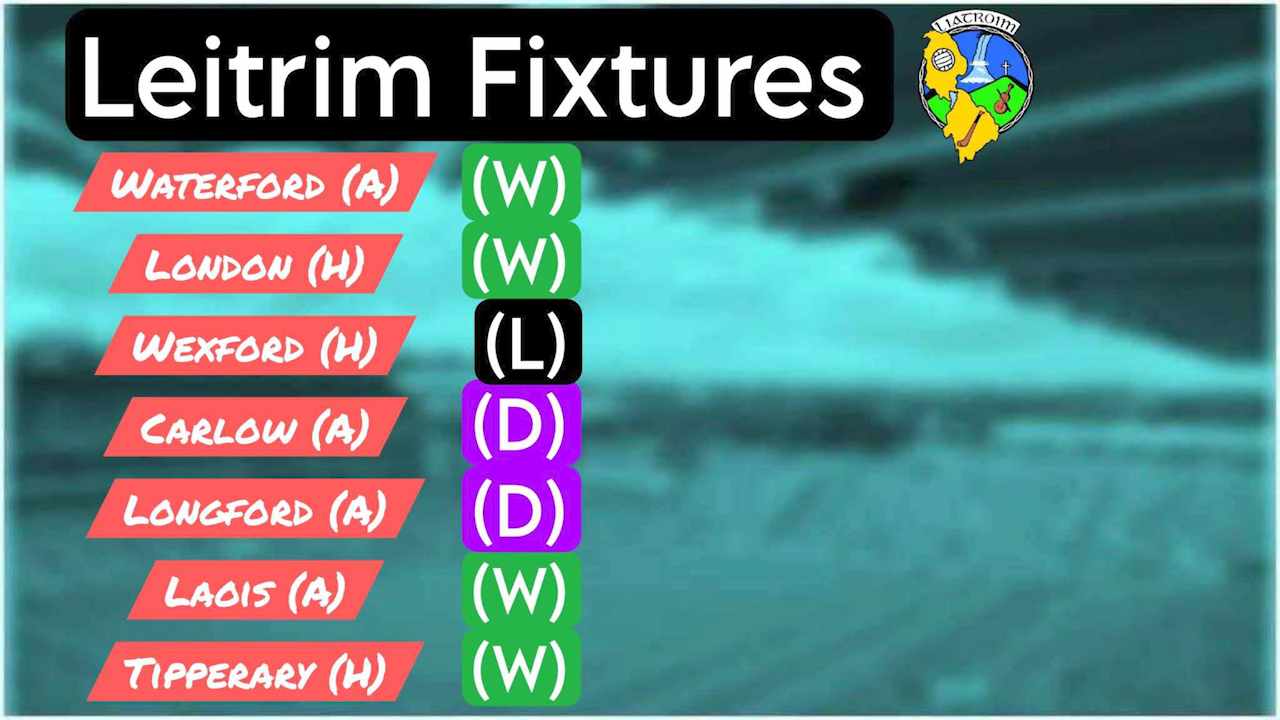 Leitrim Fixtures
LIATROIM
WATERFORD (A) (W)
LONDON (H) (W)
WEXFORD (H) (L)
CARLOW (A) (D)
LONGFORD (A) (D)
LAOIS (A) (W)
TIPPERARY (H) (W)